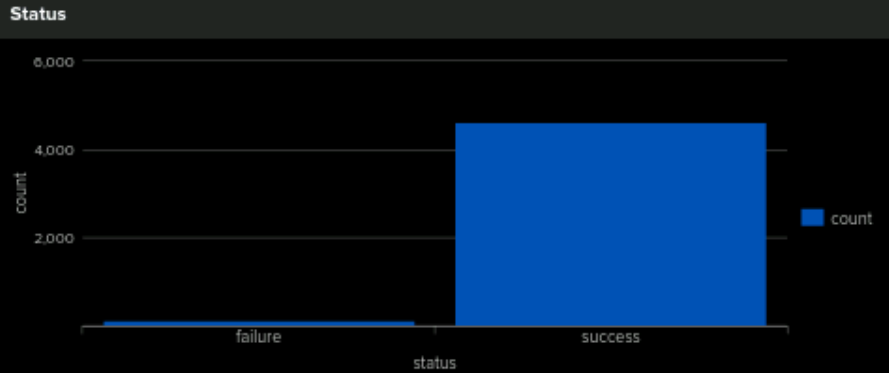 Status
6,000
4,000
2,000
count
failure
success
status
count